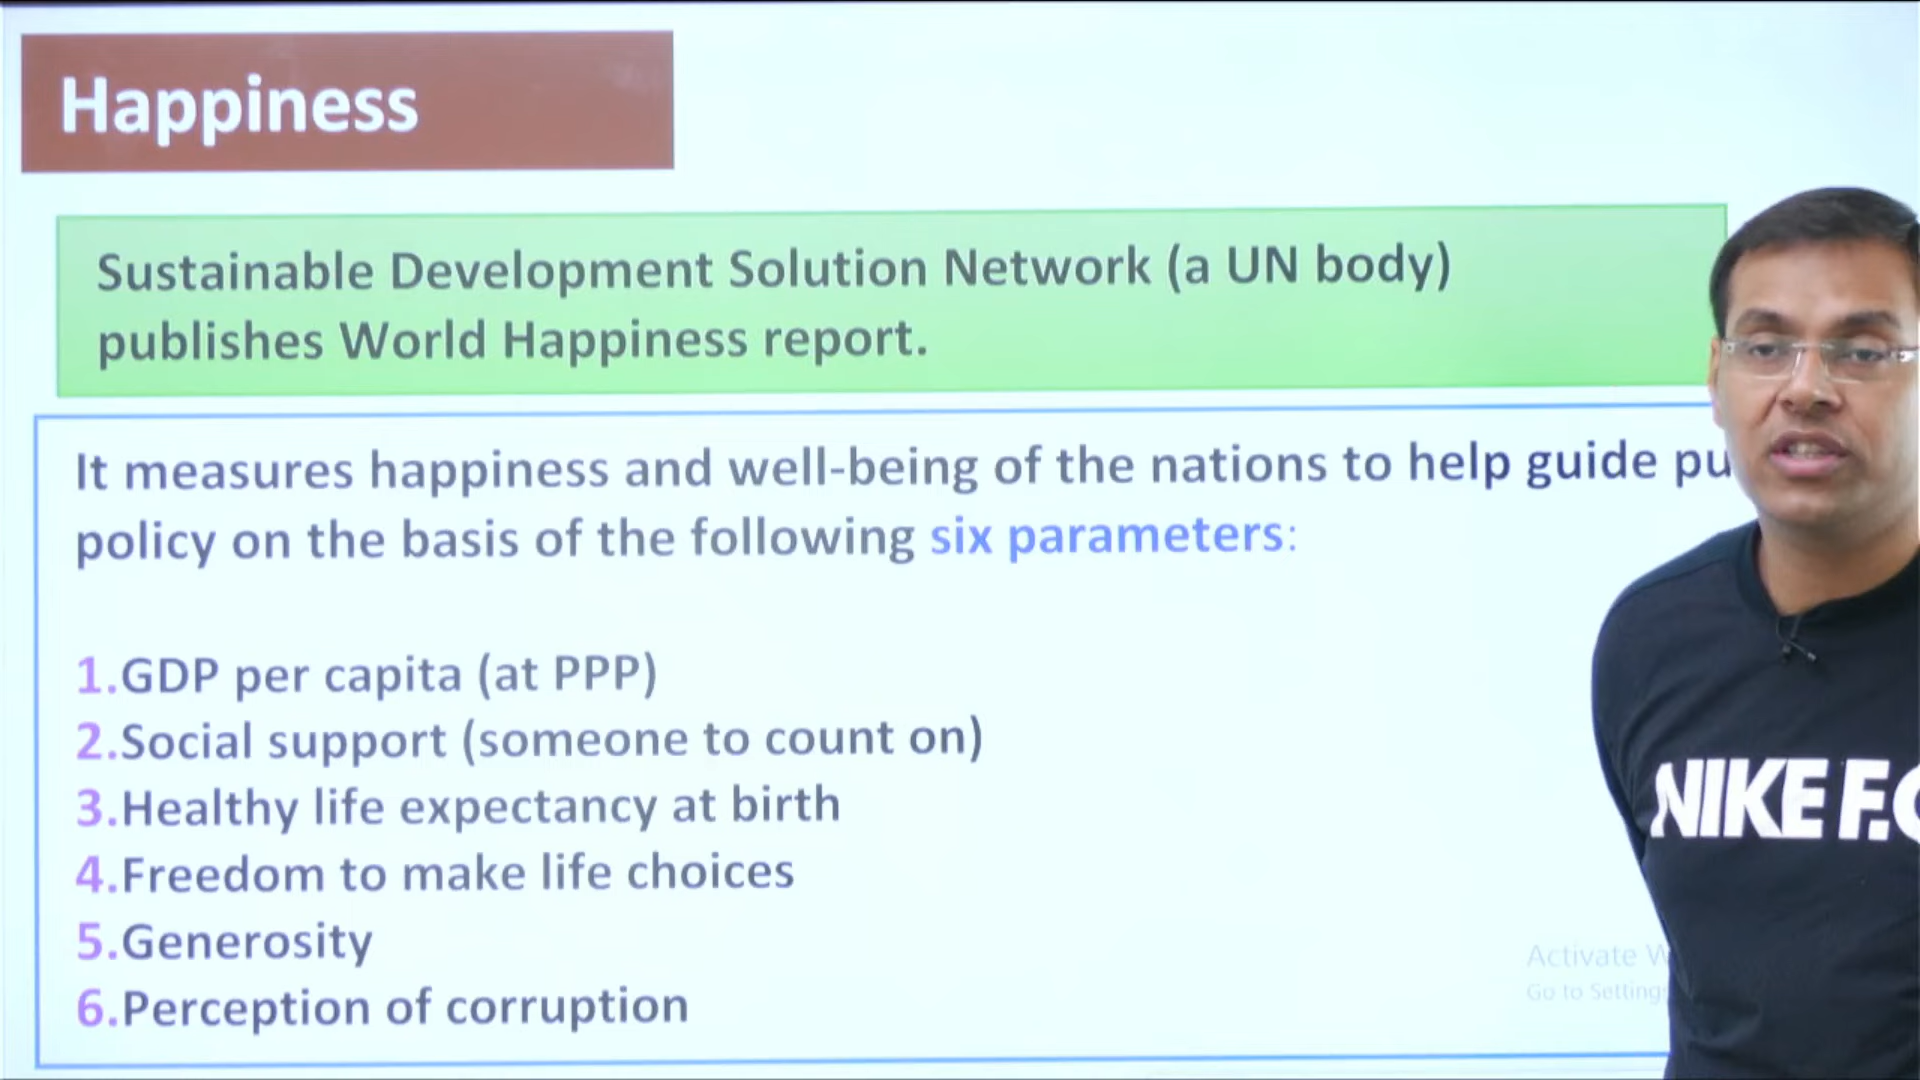 Happiness
Sustainable Development Solution Network (a UN body)
publishes World Happiness report.
It measures happiness and well-being of the nations to help guide
policy on the basis of the following six parameters:
1.GDP per capita (at PPP)
2.Social support (someone to count on)
3.Healthy life expectancy at birth
4.Freedom to make life choices
5.Generosity
6.Perception of corruption
Activate
Go to Settings
NIKE